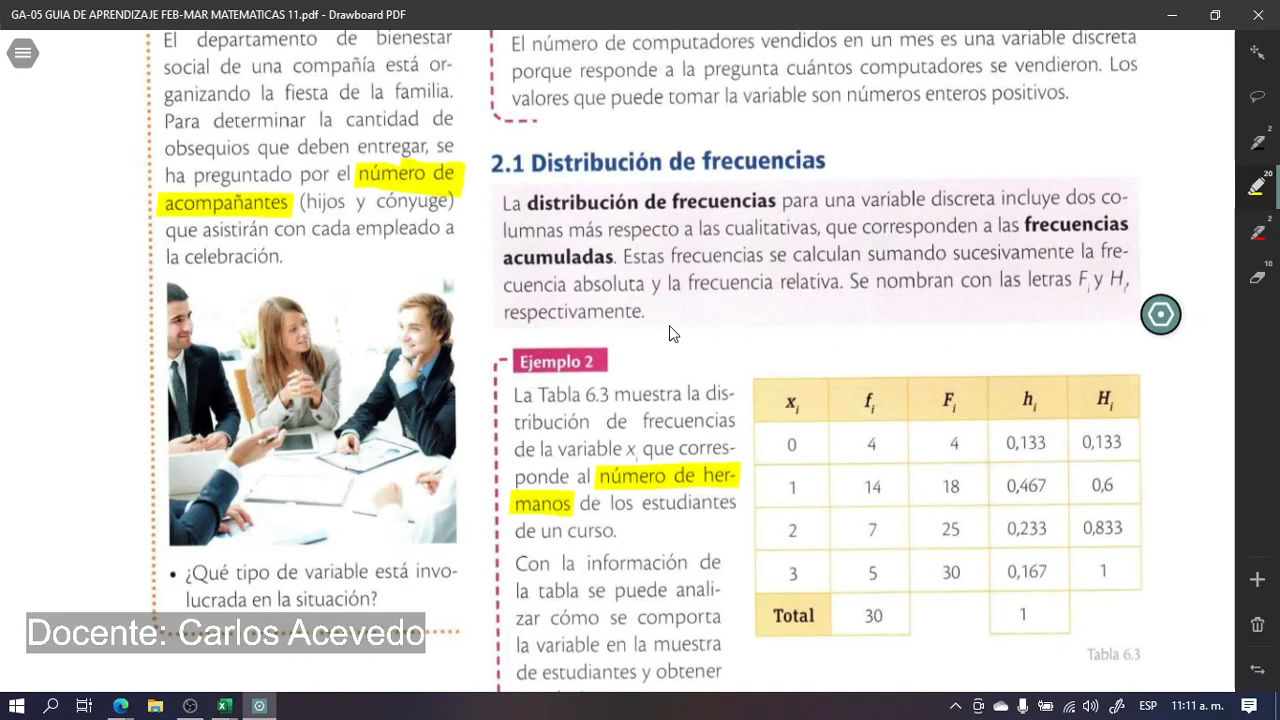 GA-05 GUIA DE APRENDIZAJE FEB-MAR MATEMATICAS 11.pdf - Drawboard PDF
El departamento de bienestar
social de una compañía está or-
ganizando la fiesta de la familia.
Para determinar la cantidad de
obsequios que deben entregar, se
ha preguntado por el número de
acompañantes (hijos y cónyuge)
que asistirán con cada empleado a
la celebración.
• ¿Qué tipo de variable está invo-
lucrada en la situación?
Docente: Carlos Acevedo
El número de computadores vendidos en un mes es una variable discreta
porque responde a la pregunta cuántos computadores se vendieron. Los
valores que puede tomar la variable son números enteros positivos.
2.1 Distribución de frecuencias
La distribución de frecuencias para una variable discreta incluye dos co-
lumnas más respecto a las cualitativas, que corresponden a las frecuencias
acumuladas. Estas frecuencias se calculan sumando sucesivamente la fre-
cuencia absoluta y la frecuencia relativa. Se nombran con las letras Fi y Hi,
respectivamente.
Ejemplo 2
La Tabla 6.3 muestra la dis-
tribución de frecuencias
de la variable xi que corres-
ponde al número de her-
manos de los estudiantes
de un curso.
Con la información de
la tabla se puede anali-
zar cómo se comporta
la variable en la muestra
de estudiantes y obtener
xi fi Fi hi Hi
0 4 4 0,133 0,133
1 14 18 0,467 0,6
2 7 25 0,233 0,833
3 5 30 0,167 1
Total 30 1
Tabla 6.3
2
20
2
10
ESP 11:11 a. m.